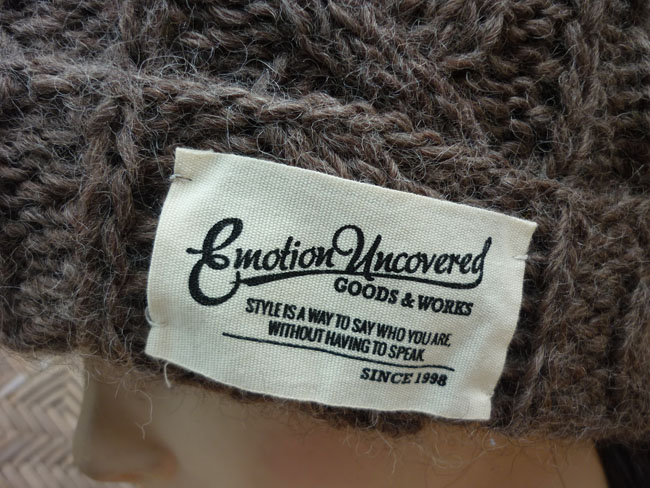 Emotion Uncovered
GOODS & WORKS
STYLE IS A WAY TO SAY WHO YOU ARE
WITHOUT HAVING TO SPEAK
SINCE 1998